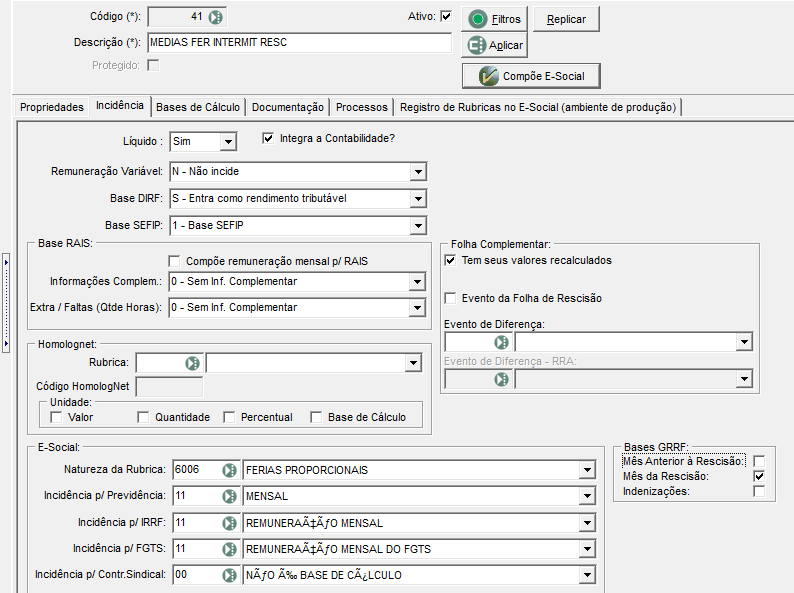 Código (*): 41 Ativo: Filtros Replicar
Descrição (*): MEDIAS FER INTERMIT RESC Aplicar
Protegido:
Compõe E-Social
Propriedades Incidência Bases de Cálculo Documentação Processos Registro de Rubricas no E-Social (ambiente de produção)
Líquido : Sim Integra a Contabilidade?
Remuneração Variável: N - Não incide
Base DIRF: S - Entra como rendimento tributável
Base SEFIP: 1 - Base SEFIP
Base RAIS:
Compõe remuneração mensal p/ RAIS
Informações Complem.: 0 - Sem Inf. Complementar
Extra / Faltas (Qtde Horas): 0 - Sem Inf. Complementar
Folha Complementar:
Tem seus valores recalculados
Evento da Folha de Rescisão
Evento de Diferença:
Evento de Diferença - RRA:
Homolognet:
Rubrica:
Código HomologNet
Unidade:
Valor Quantidade Percentual Base de Cálculo
E-Social:
Natureza da Rubrica: 6006 FERIAS PROPORCIONAIS
Incidência p/ Previdência: 11 MENSAL
Incidência p/ IRRF: 11 REMUNERAÃ‡ÃƒO MENSAL
Incidência p/ FGTS: 11 REMUNERAÃ‡ÃƒO MENSAL DO FGTS
Incidência p/ Contr.Sindical: 00 NÃƒO Ã‰ BASE DE CÃ¿LCULO
Bases GRRF:
Mês Anterior à Rescisão:
Mês da Rescisão:
Indenizações: